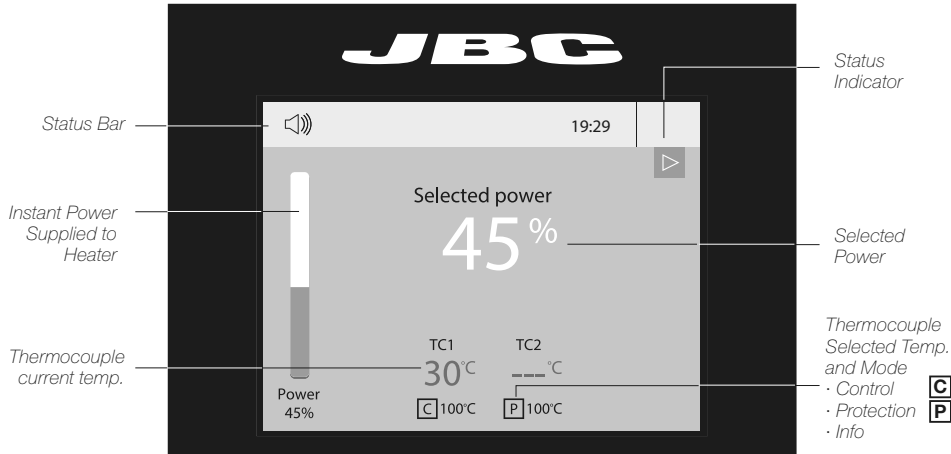 JBC
Status Bar
19:29
Status
Indicator
Instant Power
Supplied to
Heater
Selected power
45%
Selected
Power
Thermocouple
current temp.
TC1
TC2
30°C
---°C
C 100°C
P 100°C
Power
45%
Thermocouple
Selected Temp.
and Mode
· Control C
· Protection P
· Info